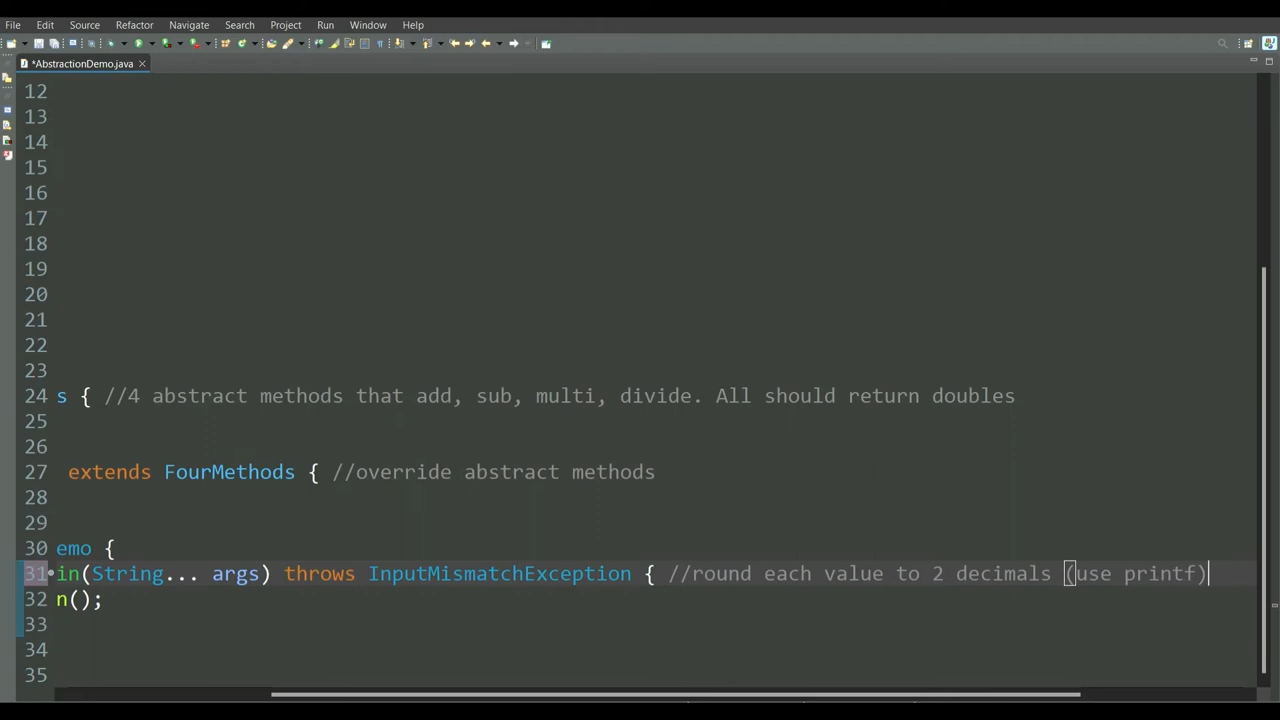 File Edit Source Refactor Navigate Search Project Run Window Help
*AbstractionDemo.java
12
13
14
15
16
17
18
19
20
21
22
23
24 s { //4 abstract methods that add, sub, multi, divide. All should return doubles
25
26
27 extends FourMethods { //override abstract methods
28
29
30 emo {
31 in(String... args) throws InputMismatchException { //round each value to 2 decimals (use printf)
32 n();
33
34
35